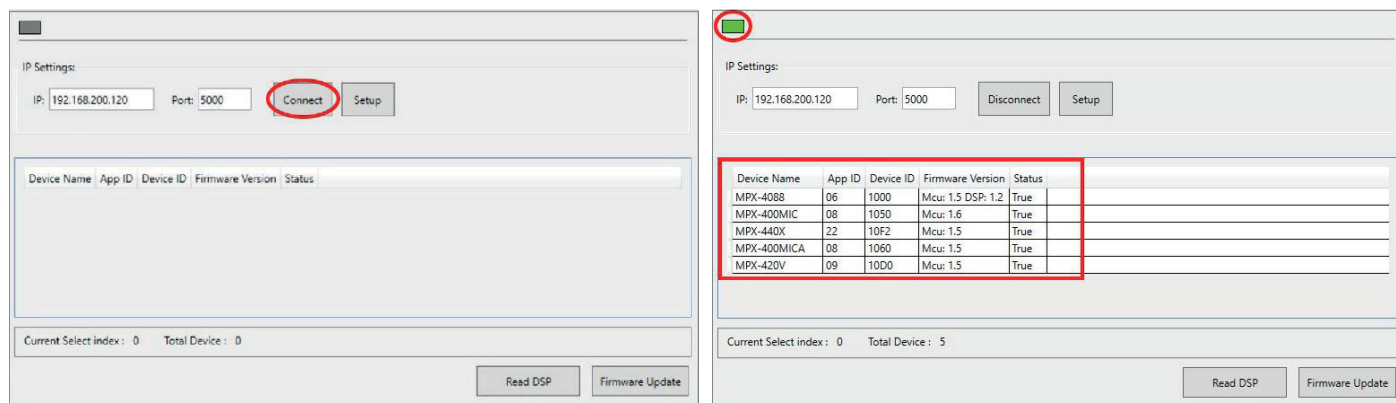 IP Settings:
IP: 192.168.200.120 Port: 5000 Connect Setup
Device Name App ID Device ID Firmware Version Status
Current Select index : 0 Total Device : 0
Read DSP Firmware Update
IP Settings:
IP: 192.168.200.120 Port: 5000 Disconnect Setup
Device Name App ID Device ID Firmware Version Status
MPX-4088 06 1000 Mcu: 1.5 DSP: 1.2 True
MPX-400MIC 08 1050 Mcu: 1.6 True
MPX-440X 22 10F2 Mcu: 1.5 True
MPX-400MICA 08 1060 Mcu: 1.5 True
MPX-420V 09 10D0 Mcu: 1.5 True
Current Select index : 0 Total Device : 5
Read DSP Firmware Update